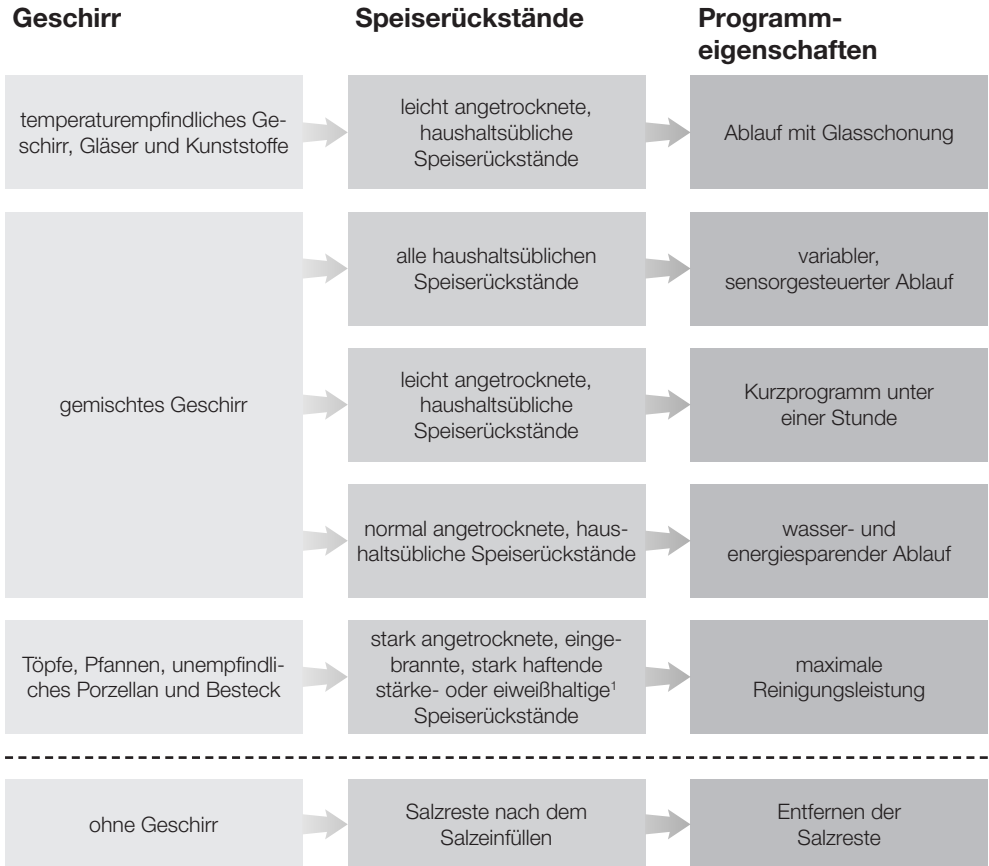 Geschirr
Speiserückstände
Programm-
eigenschaften
temperaturempfindliches Ge-
schirr, Gläser und Kunststoffe
leicht angetrocknete,
haushaltsübliche
Speiserückstände
Ablauf mit Glasschonung
gemischtes Geschirr
alle haushaltsüblichen
Speiserückstände
variabler,
sensorgesteuerter Ablauf
leicht angetrocknete,
haushaltsübliche
Speiserückstände
Kurzprogramm unter
einer Stunde
normal angetrocknete, haus-
haltsübliche Speiserückstände
wasser- und
energiesparender Ablauf
Töpfe, Pfannen, unempfindli-
ches Porzellan und Besteck
stark angetrocknete, einge-
brannte, stark haftende
stärke- oder eiweißhaltige¹
Speiserückstände
maximale
Reinigungsleistung
ohne Geschirr
Salzreste nach dem
Salzeinfüllen
Entfernen der
Salzreste